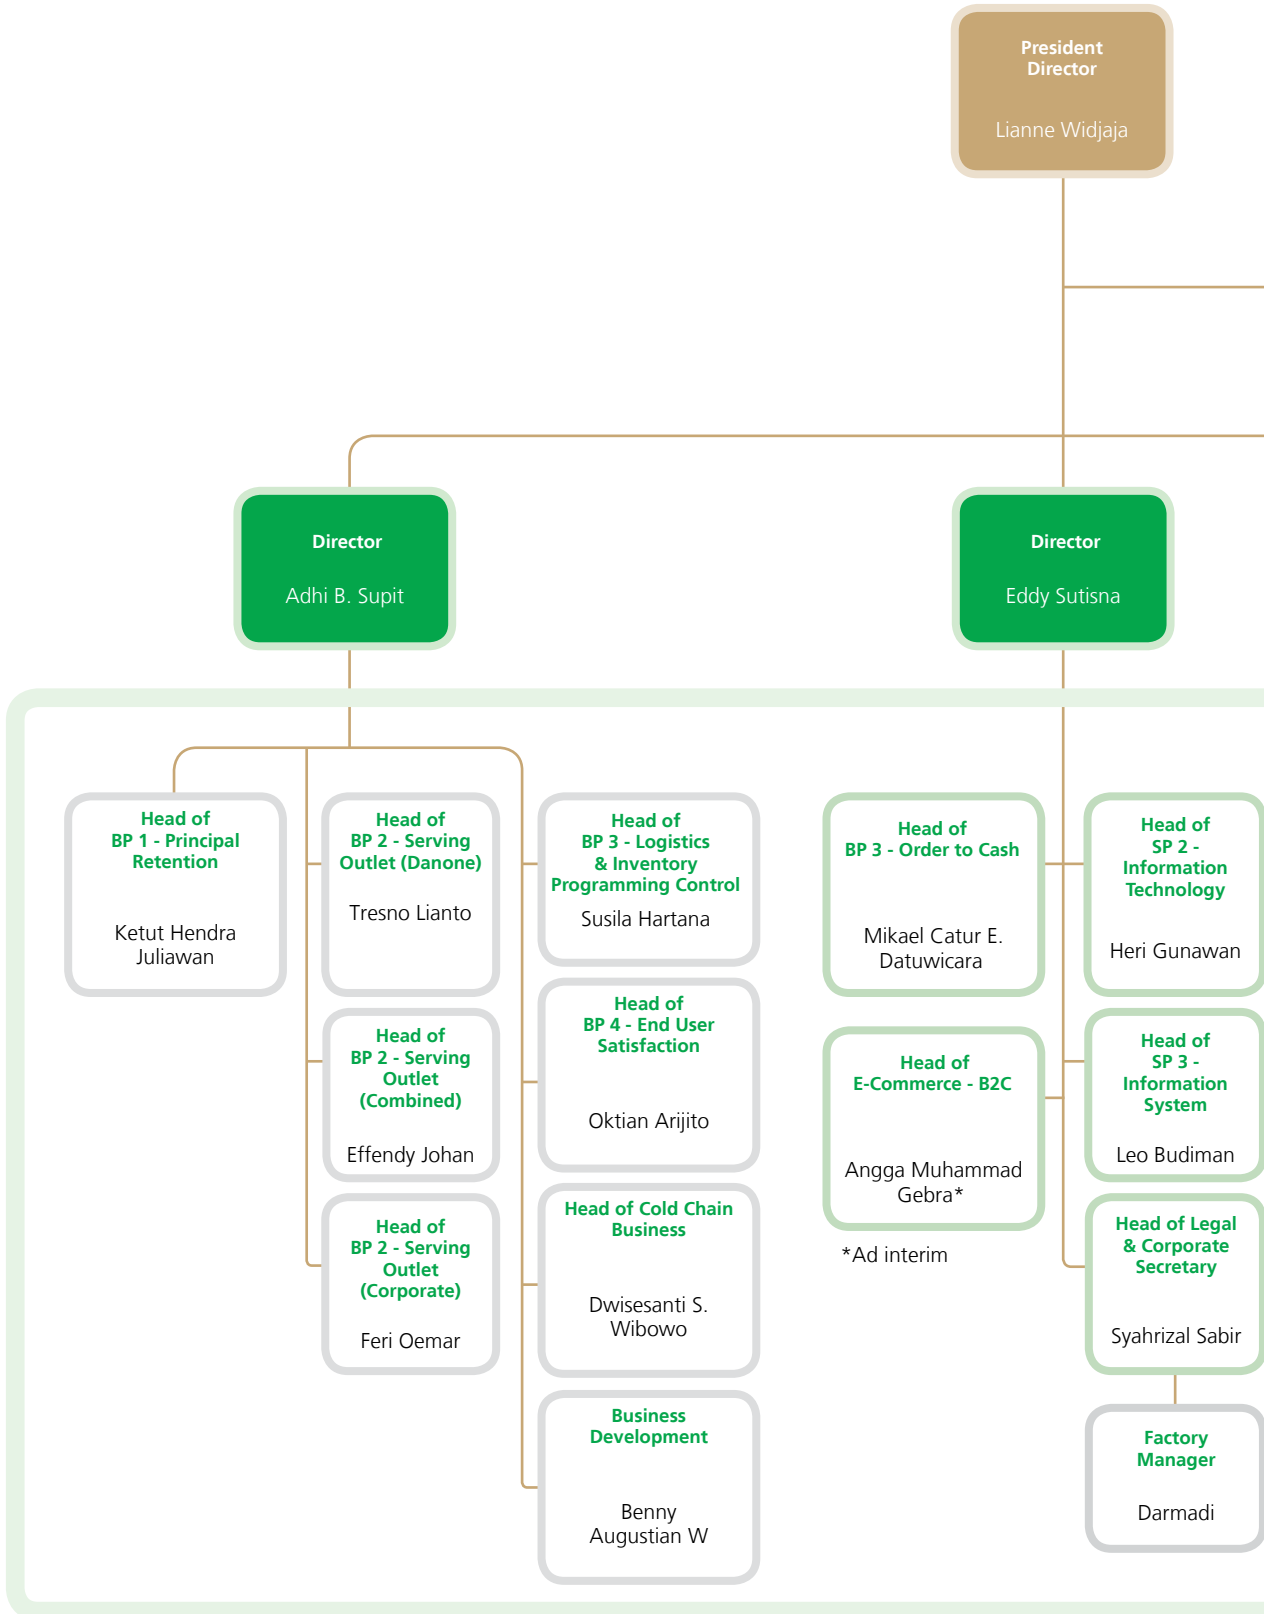 President
Director
Lianne Widjaja
Director
Adhi B. Supit
Director
Eddy Sutisna
Head of
BP 1 - Principal
Retention
Ketut Hendra
Juliawan
Head of
BP 2 - Serving
Outlet (Danone)
Tresno Lianto
Head of
BP 2 - Serving
Outlet
(Combined)
Effendy Johan
Head of
BP 2 - Serving
Outlet
(Corporate)
Feri Oemar
Head of
BP 3 - Logistics
& Inventory
Programming Control
Susila Hartana
Head of
BP 4 - End User
Satisfaction
Oktian Arijito
Head of Cold Chain
Business
Dwisesanti S.
Wibowo
Business
Development
Benny
Augustian W
Head of
BP 3 - Order to Cash
Mikael Catur E.
Datuwicara
Head of
E-Commerce - B2C
Angga Muhammad
Gebra*
*Ad interim
Head of
SP 2 -
Information
Technology
Heri Gunawan
Head of
SP 3 -
Information
System
Leo Budiman
Head of Legal
& Corporate
Secretary
Syahrizal Sabir
Factory
Manager
Darmadi